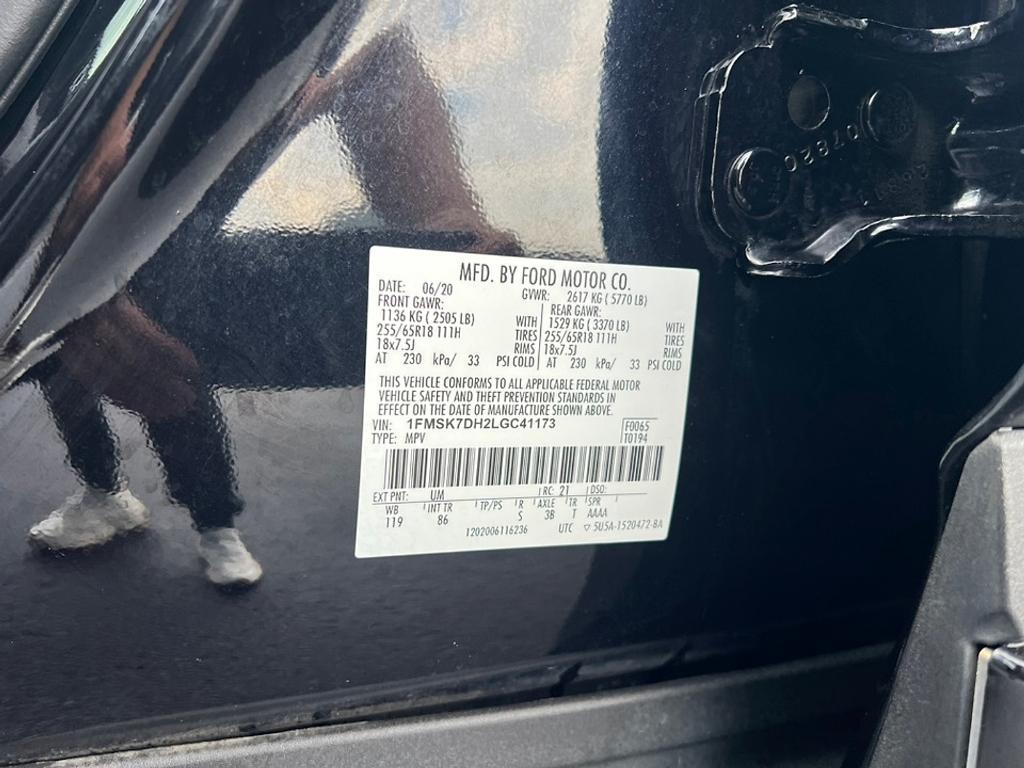 MFD. BY FORD MOTOR CO.
DATE: 06/20 GVWR: 2617 KG ( 5770 LB)
FRONT GAWR: REAR GAWR:
1136 KG ( 2505 LB) WITH 1529 KG ( 3370 LB) WITH
255/65R18 111H TIRES 255/65R18 111H TIRES
18x7.5J RIMS 18x7.5J RIMS
AT 230 kPa/ 33 PSI COLD AT 230 kPa/ 33 PSI COLD
THIS VEHICLE CONFORMS TO ALL APPLICABLE FEDERAL MOTOR
VEHICLE SAFETY AND THEFT PREVENTION STANDARDS IN
EFFECT ON THE DATE OF MANUFACTURE SHOWN ABOVE.
VIN: 1FMSK7DH2LGC41173 F0065
TYPE: MPV T0194
EXT PNT: UM RC: 21 DSO:
WB INT TR TP/PS R AXLE TR SPR
119 86 S 3B T AAAA
1202006116236 UTC ▽ 5U5A-1520472-BA
07820